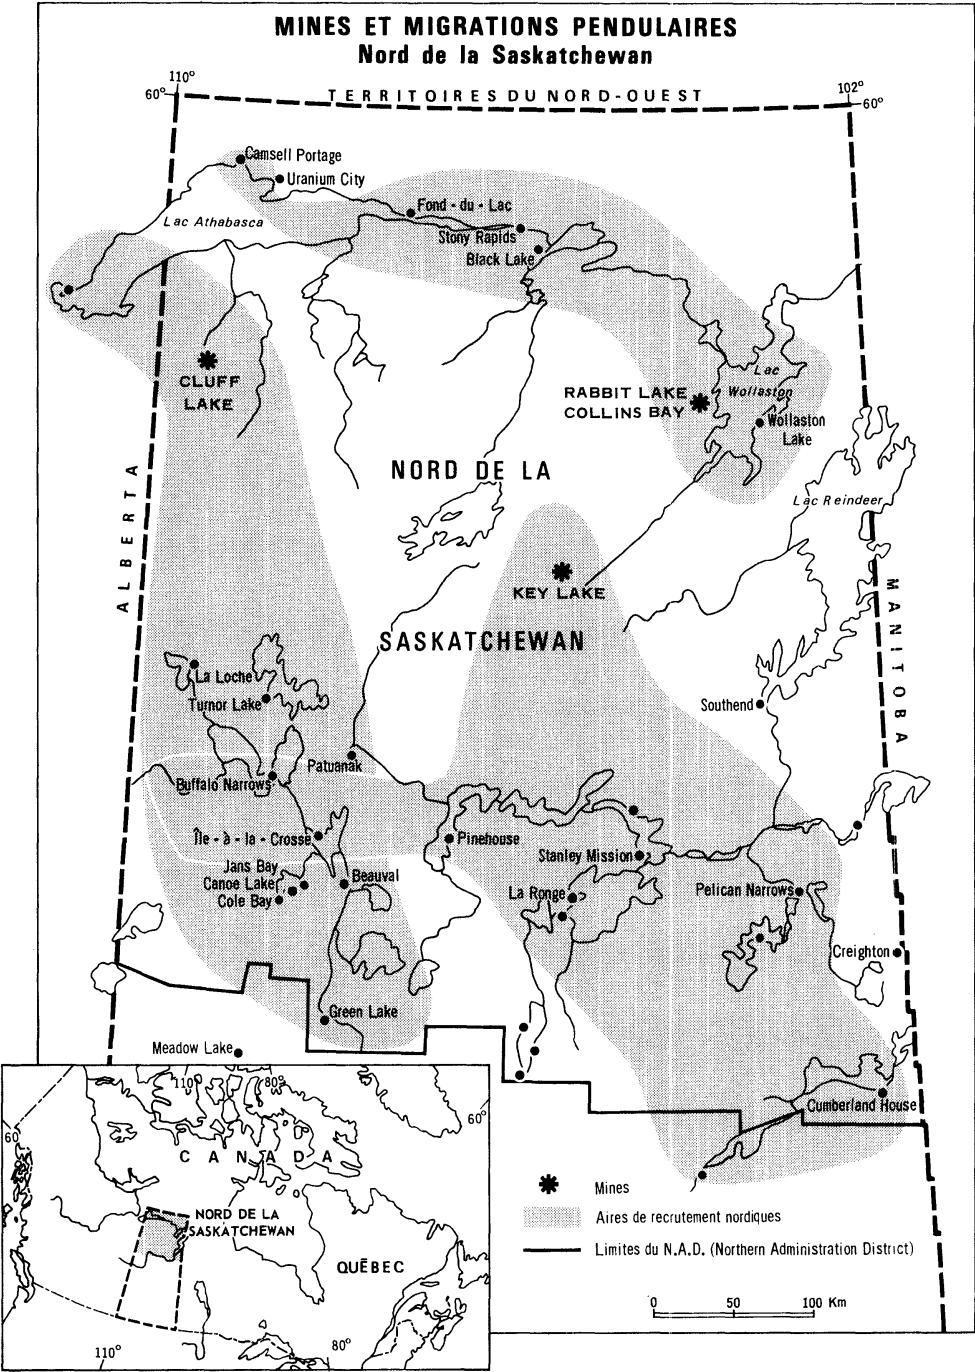 MINES ET MIGRATIONS PENDULAIRES
Nord de la Saskatchewan
110°
102°
60°
TERRITOIRES DU NORD-OUEST
60°
Camsell Portage
Uranium City
Fond-du-Lac
Lac Athabasca
Stony Rapids
Black Lake
CLUFF
LAKE
Lac
Wollaston
RABBIT LAKE
COLLINS BAY
Wollaston
Lake
NORD DE LA
ALBERTA
Lac Reindeer
KEY LAKE
MANITOBA
SASKATCHEWAN
La Loche
Turnor Lake
Southend
Patuanak
Buffalo Narrows
Île-à-la-Crosse
Pinehouse
Stanley Mission
Jans Bay
Canoe Lake
Cole Bay
Beauval
La Ronge
Pelican Narrows
Creighton
Green Lake
Meadow Lake
Cumberland House
110°
80°
60°
60
CANADA
NORD DE LA
SASKATCHEWAN
QUÉBEC
80°
110°
Mines
Aires de recrutement nordiques
Limites du N.A.D. (Northern Administration District)
0 50 100 Km